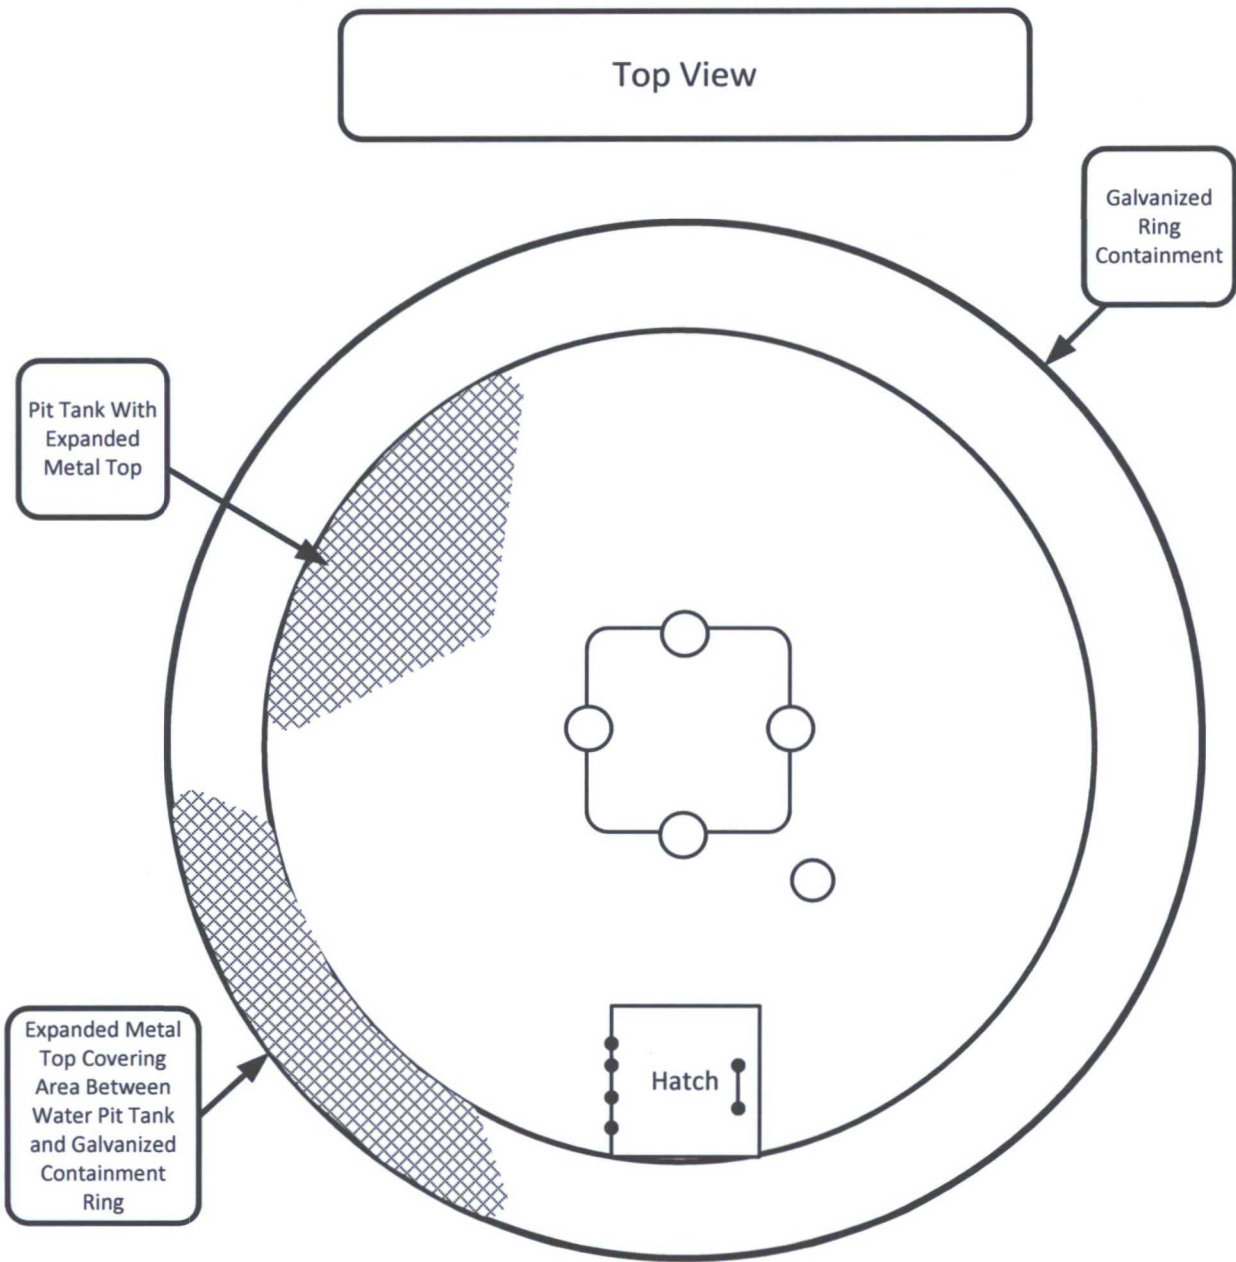 Top View
Galvanized
Ring
Containment
Pit Tank With
Expanded
Metal Top
Expanded Metal
Top Covering
Area Between
Water Pit Tank
and Galvanized
Containment
Ring
Hatch